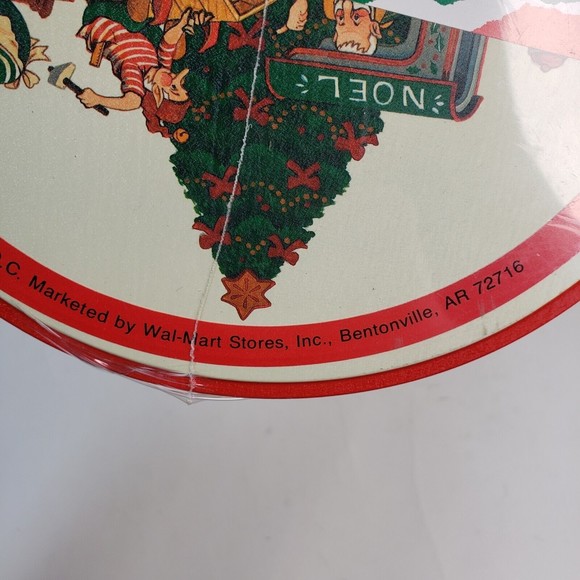 NOEL
.C. Marketed by Wal-Mart Stores, Inc., Bentonville, AR 72716